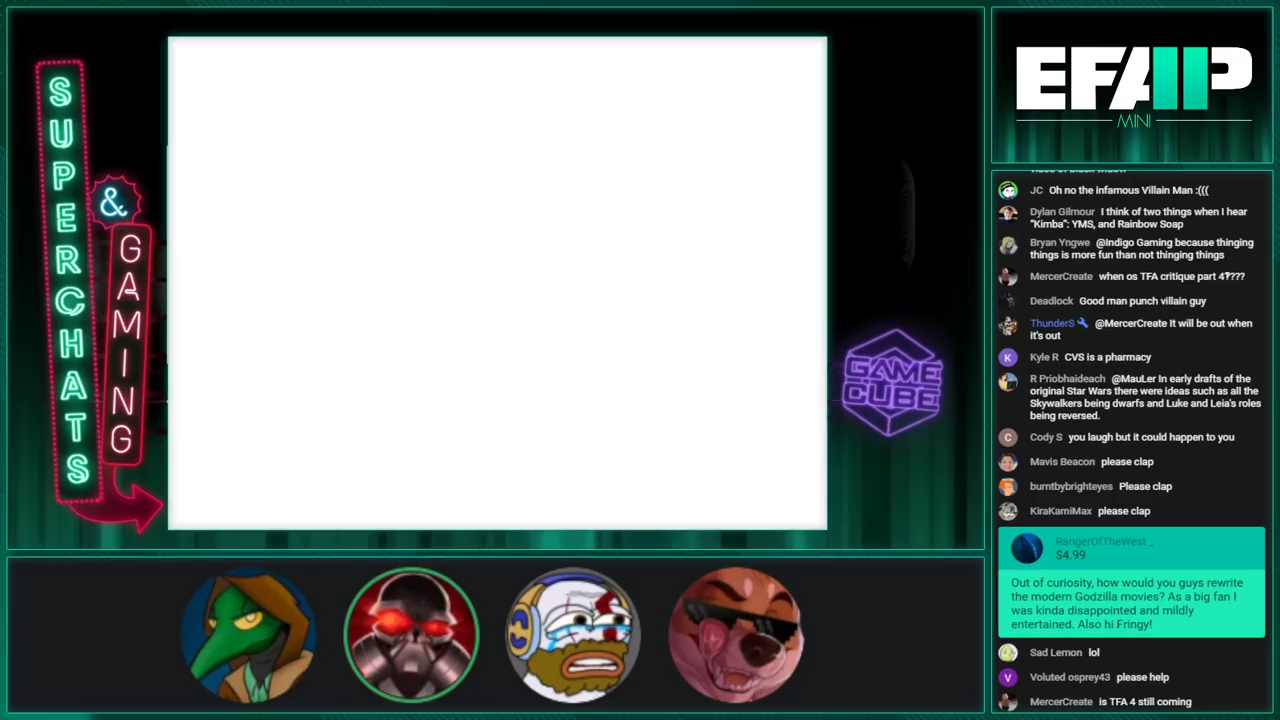 SUPERCHATS
&
GAMING
GAME
CUBE
EFAP
MINI
JC Oh no the infamous Villain Man :(((
Dylan Gilmour I think of two things when I hear
“Kimba”: YMS, and Rainbow Soap
Bryan Yngwe @Indigo Gaming because thinging
things is more fun than not thinging things
MercerCreate when os TFA critique part 4‽???
Deadlock Good man punch villain guy
ThunderS @MercerCreate It will be out when
it's out
K Kyle R CVS is a pharmacy
R Priobhaideach @MauLer In early drafts of the
original Star Wars there were ideas such as all the
Skywalkers being dwarfs and Luke and Leia's roles
being reversed.
C Cody S you laugh but it could happen to you
Mavis Beacon please clap
burntbybrighteyes Please clap
KiraKamiMax please clap
RangerOfTheWest _
$4.99
Out of curiosity, how would you guys rewrite
the modern Godzilla movies? As a big fan I
was kinda disappointed and mildly
entertained. Also hi Fringy!
Sad Lemon lol
V Voluted osprey43 please help
MercerCreate is TFA 4 still coming